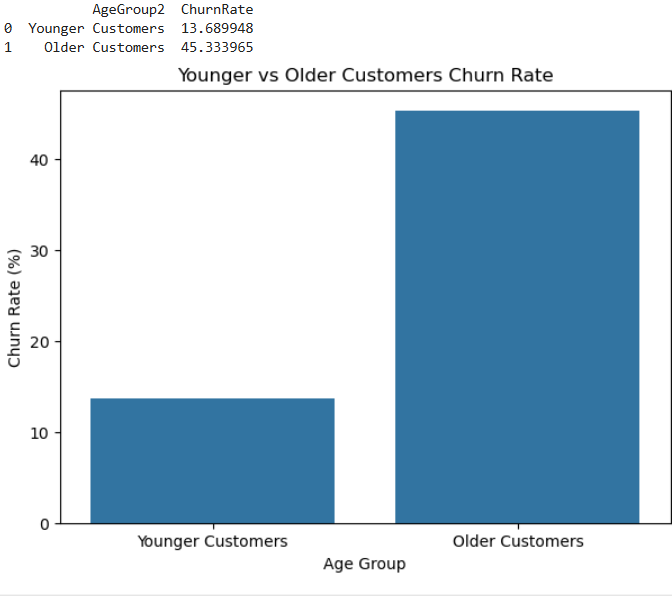 AgeGroup2  ChurnRate
0  Younger Customers  13.689948
1    Older Customers  45.333965
Younger vs Older Customers Churn Rate
Churn Rate (%)
40
30
20
10
0
Younger Customers  Older Customers
Age Group